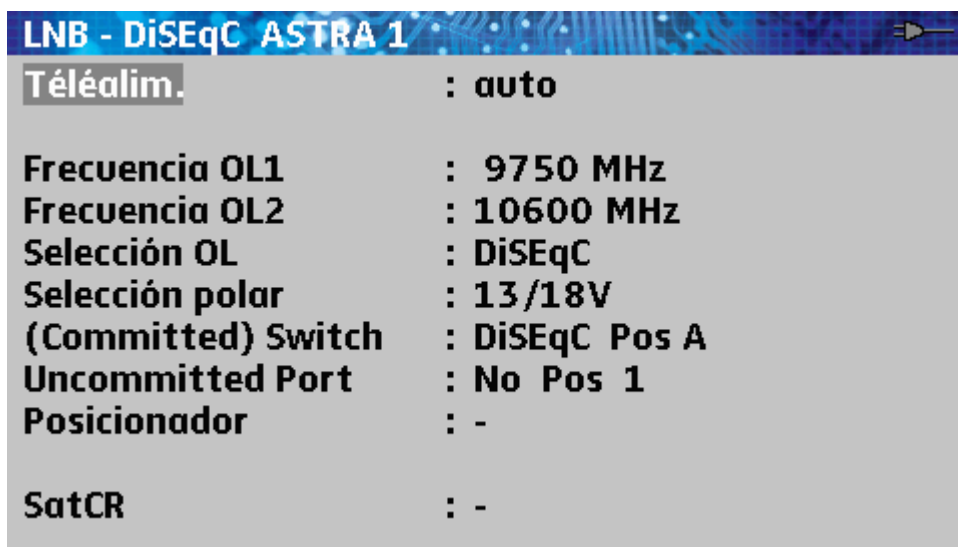 LNB - DiSEqC ASTRA 1
Téléalim. : auto
Frecuencia OL1 : 9750 MHz
Frecuencia OL2 : 10600 MHz
Selección OL : DiSEqC
Selección polar : 13/18V
(Committed) Switch : DiSEqC Pos A
Uncommitted Port : No Pos 1
Posicionador : -
SatCR : -